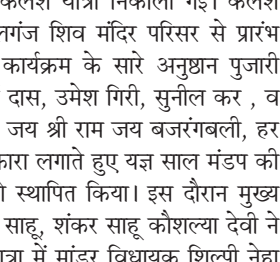 कलश यात्रा निकाली गई। कलश
शिव मंदिर परिसर से प्रारंभ
कार्यक्रम के सारे अनुष्ठान पुजारी
दास, उमेश गिरी, सुनील कर , व
जय श्री राम जय बजरंगबली, हर
लगाते हुए यज्ञ साल मंडप की
स्थापित किया। इस दौरान मुख्य
साहू, शंकर साहू कौशल्या देवी ने
में मांडर विधायक शिल्पी नेहा